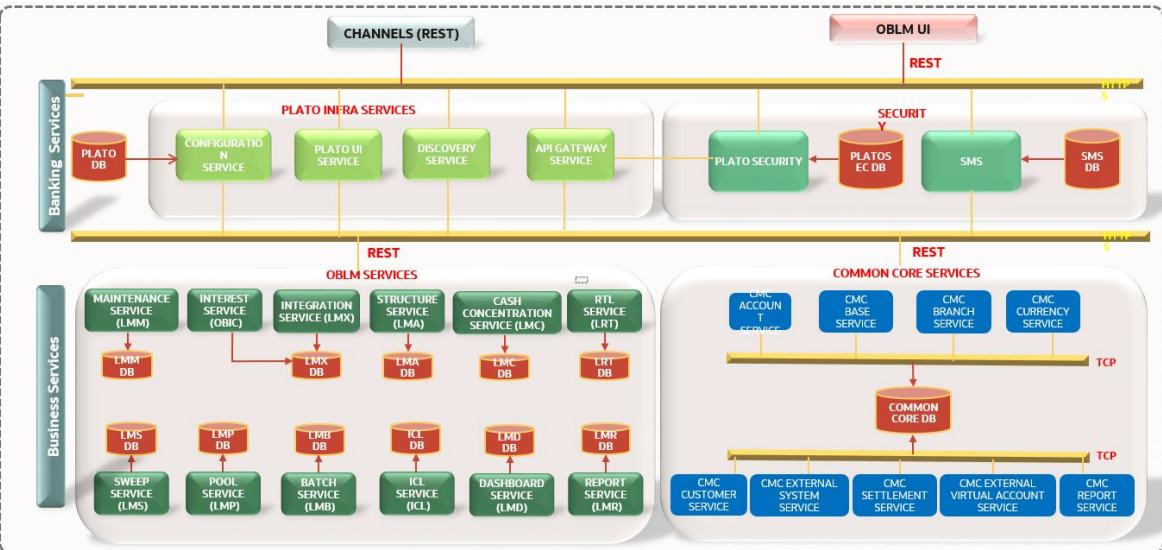 CHANNELS (REST)
OBLM UI
REST
HTTP
S
Banking Services
PLATO INFRA SERVICES
SECURIT
Y
PLATO
DB
CONFIGURATIO
N
SERVICE
PLATO UI
SERVICE
DISCOVERY
SERVICE
API GATEWAY
SERVICE
PLATO SECURITY
PLATOS
EC DB
SMS
SMS
DB
HTTP
S
REST
REST
Business Services
OBLM SERVICES
MAINTENANCE
SERVICE
(LMM)
INTEREST
SERVICE
(OBIC)
INTEGRATION
SERVICE (LMX)
STRUCTURE
SERVICE
(LMA)
CASH
CONCENTRATION
SERVICE (LMC)
RTL
SERVICE
(LRT)
LMM
DB
LMX
DB
LMA
DB
LMC
DB
LRT
DB
LMS
DB
LMP
DB
LMB
DB
ICL
DB
LMD
DB
LMR
DB
SWEEP
SERVICE
(LMS)
POOL
SERVICE
(LMP)
BATCH
SERVICE
(LMB)
ICL
SERVICE
(ICL)
DASHBOARD
SERVICE
(LMD)
REPORT
SERVICE
(LMR)
COMMON CORE SERVICES
CMC
ACCOUN
T
SERVICE
CMC
BASE
SERVICE
CMC
BRANCH
SERVICE
CMC
CURRENCY
SERVICE
TCP
COMMON
CORE DB
TCP
CMC
CUSTOMER
SERVICE
CMC EXTERNAL
SYSTEM
SERVICE
CMC
SETTLEMENT
SERVICE
CMC EXTERNAL
VIRTUAL ACCOUNT
SERVICE
CMC
REPORT
SERVICE